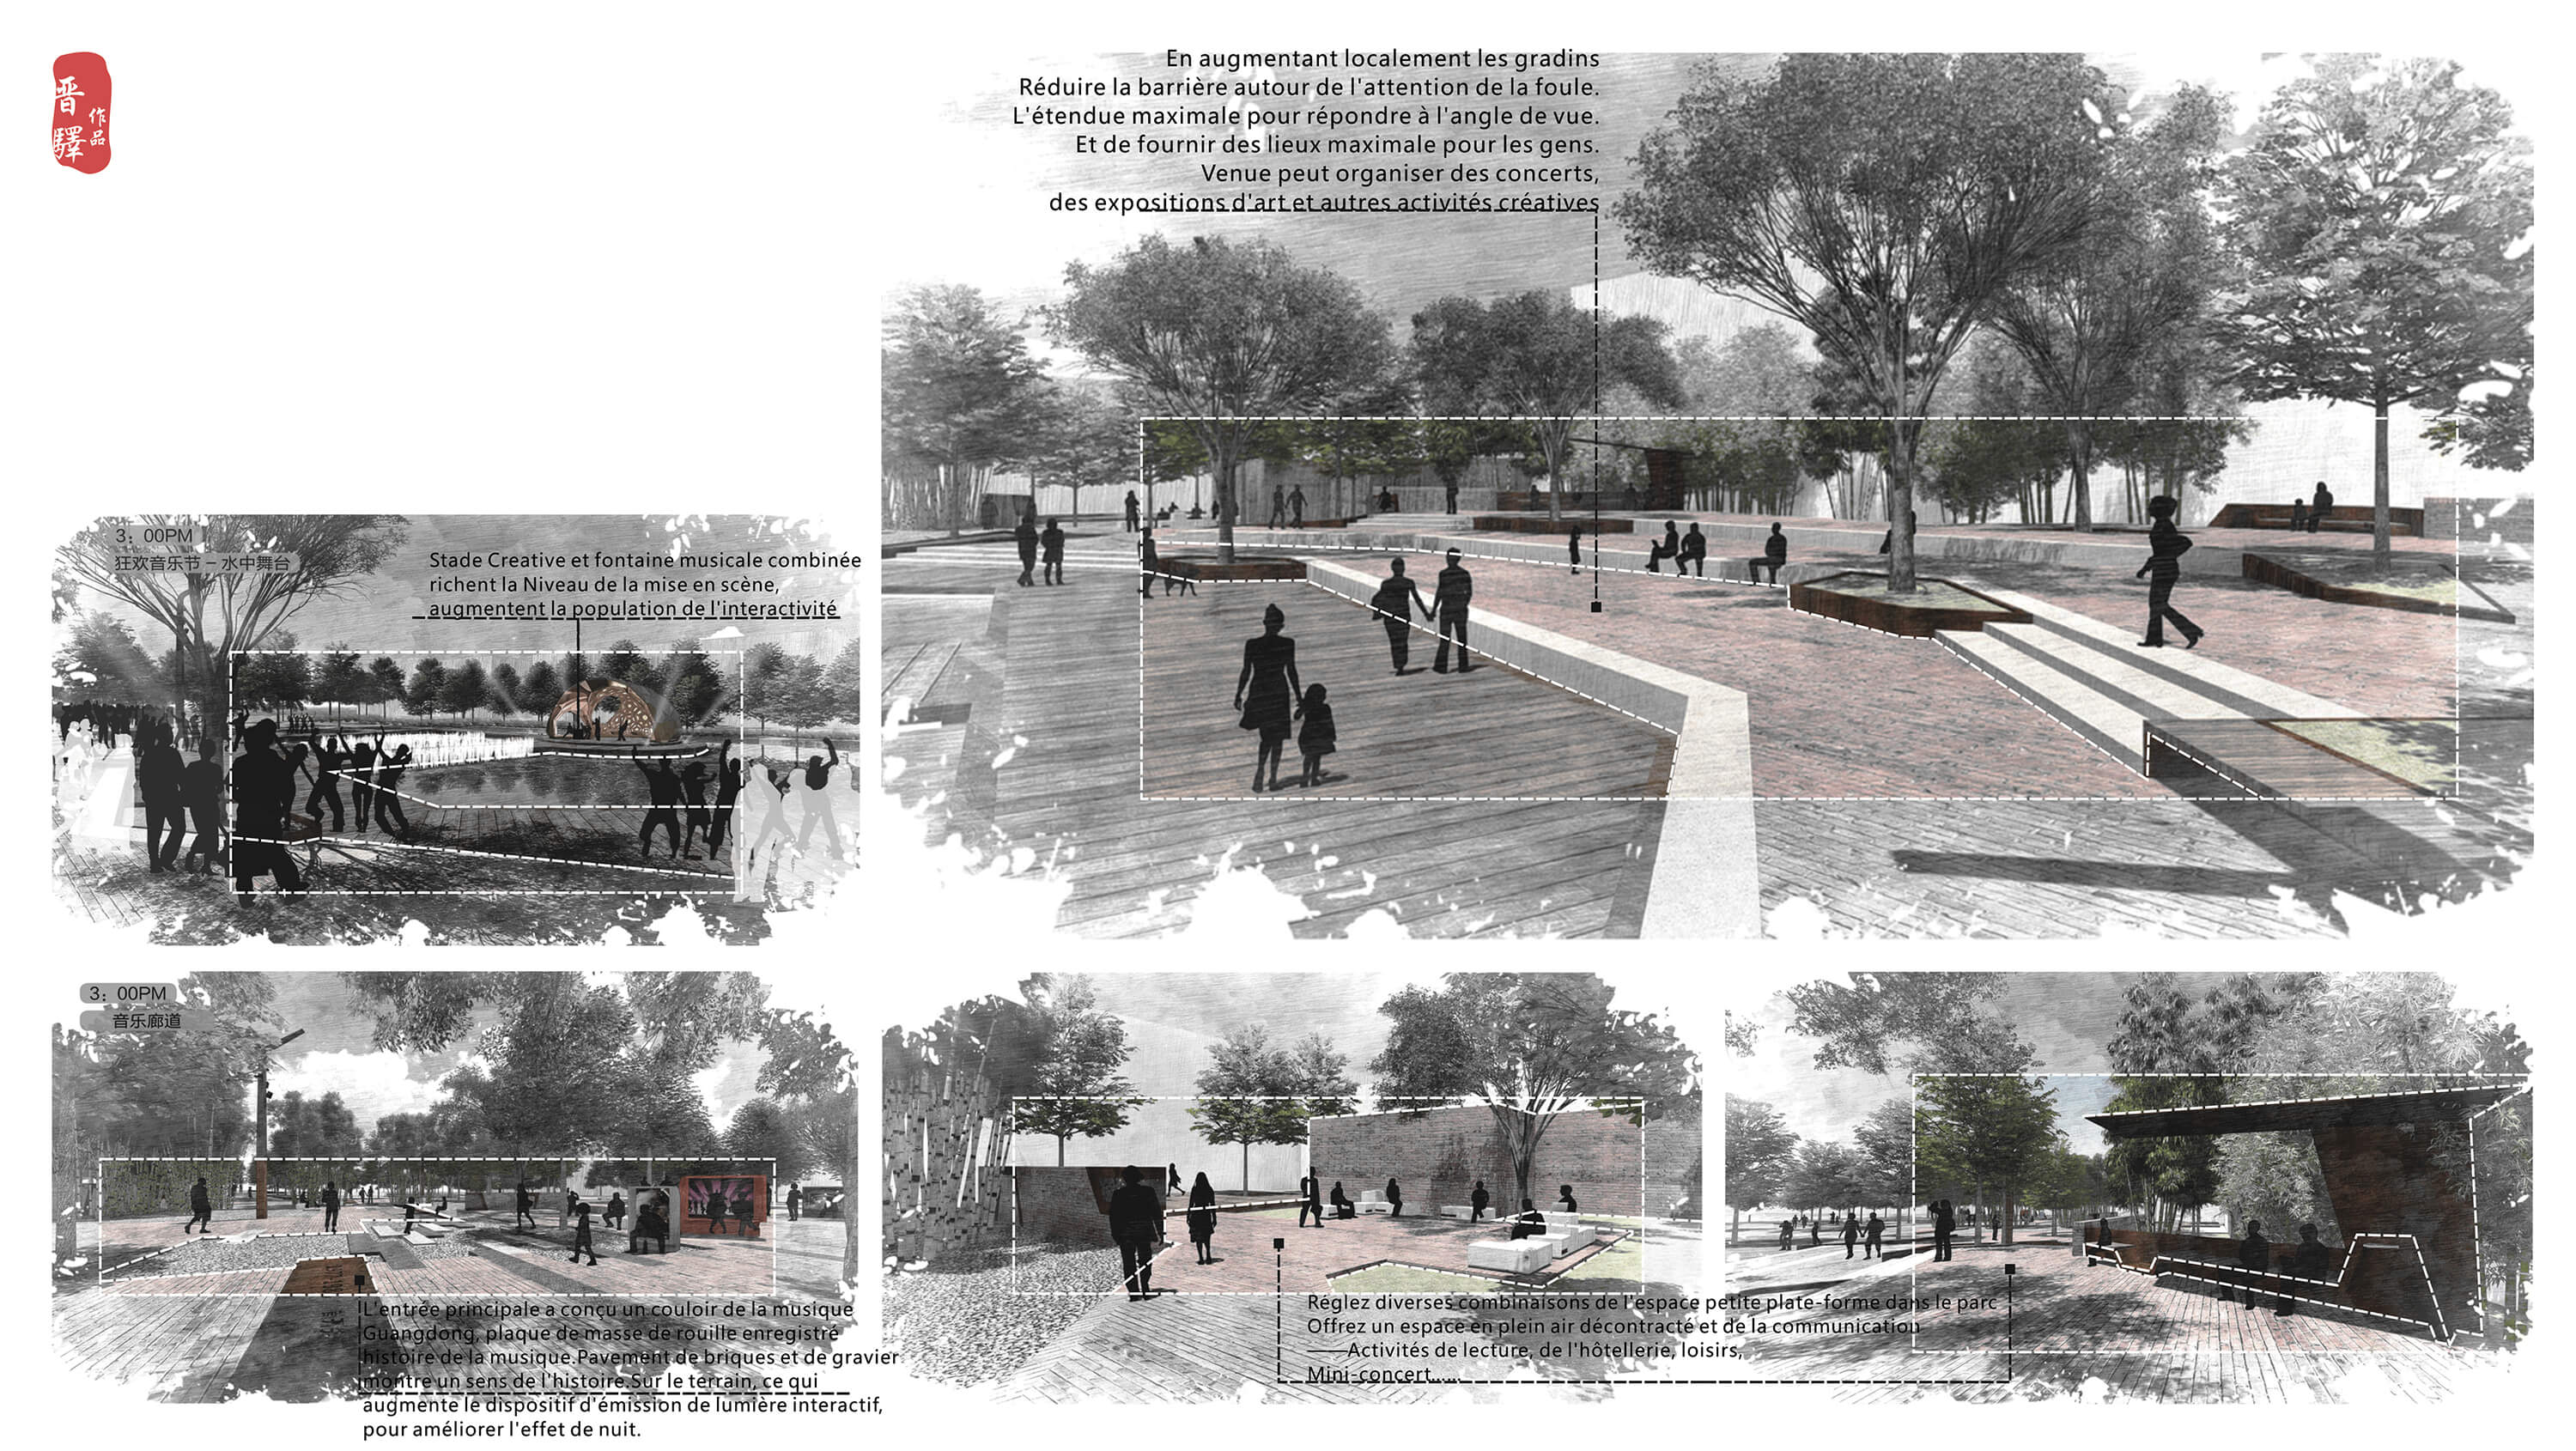 晋驛
作品
En augmentant localement les gradins
Réduire la barrière autour de l'attention de la foule.
L'étendue maximale pour répondre à l'angle de vue.
Et de fournir des lieux maximale pour les gens.
Venue peut organiser des concerts,
des expositions d'art et autres activités créatives
3：00PM
狂欢音乐节－水中舞台
Stade Creative et fontaine musicale combinée
richent la Niveau de la mise en scène,
augmentent la population de l'interactivité
3：00PM
音乐廊道
L'entrée principale a conçu un couloir de la musique
Guangdong, plaque de masse de rouille enregistré
histoire de la musique.Pavement de briques et de gravier
montre un sens de l'histoire.Sur le terrain, ce qui
augmente le dispositif d'émission de lumière interactif,
pour améliorer l'effet de nuit.
Réglez diverses combinaisons de l'espace petite plate-forme dans le parc
Offrez un espace en plein air décontracté et de la communication
——Activités de lecture, de l'hôtellerie, loisirs,
Mini-concert......